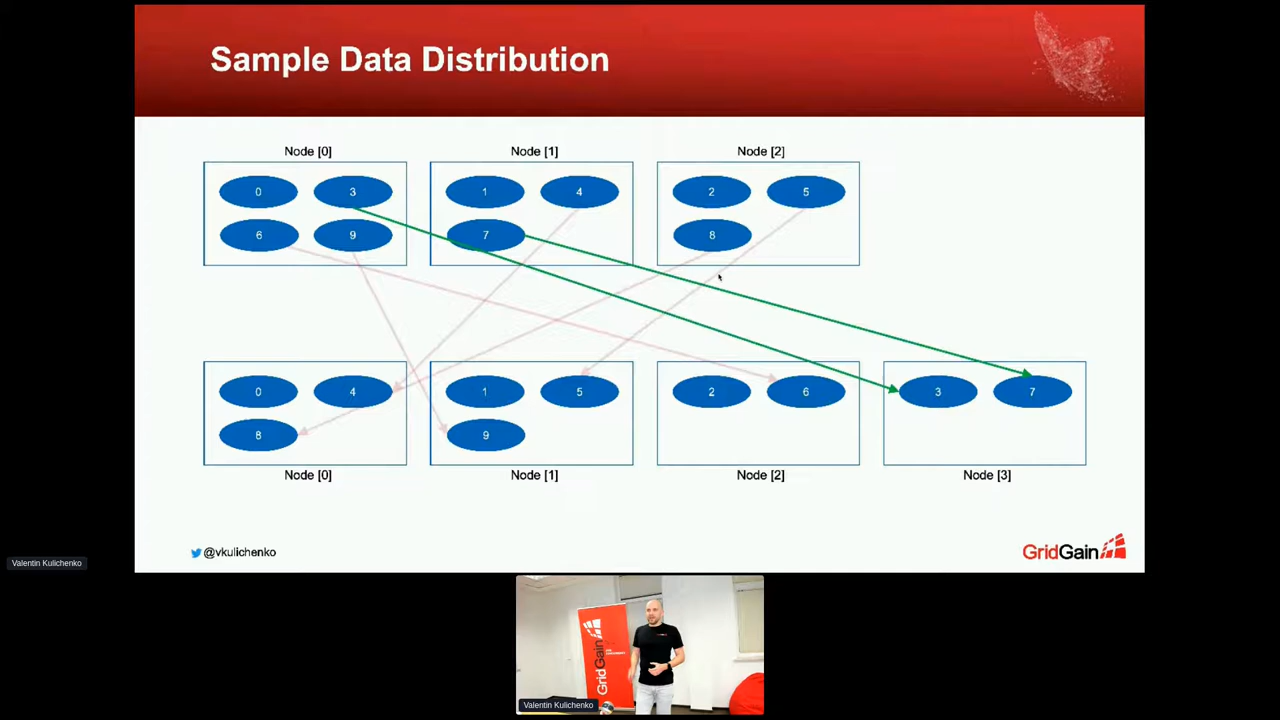 Sample Data Distribution
Node [0] Node [1] Node [2]
0 3 1 4 2 5
6 9 7 8
0 4 1 5 2 6 3 7
8 9
Node [0] Node [1] Node [2] Node [3]
@vkulichenko
GridGain
Valentin Kulichenko
GridGain
Valentin Kulichenko